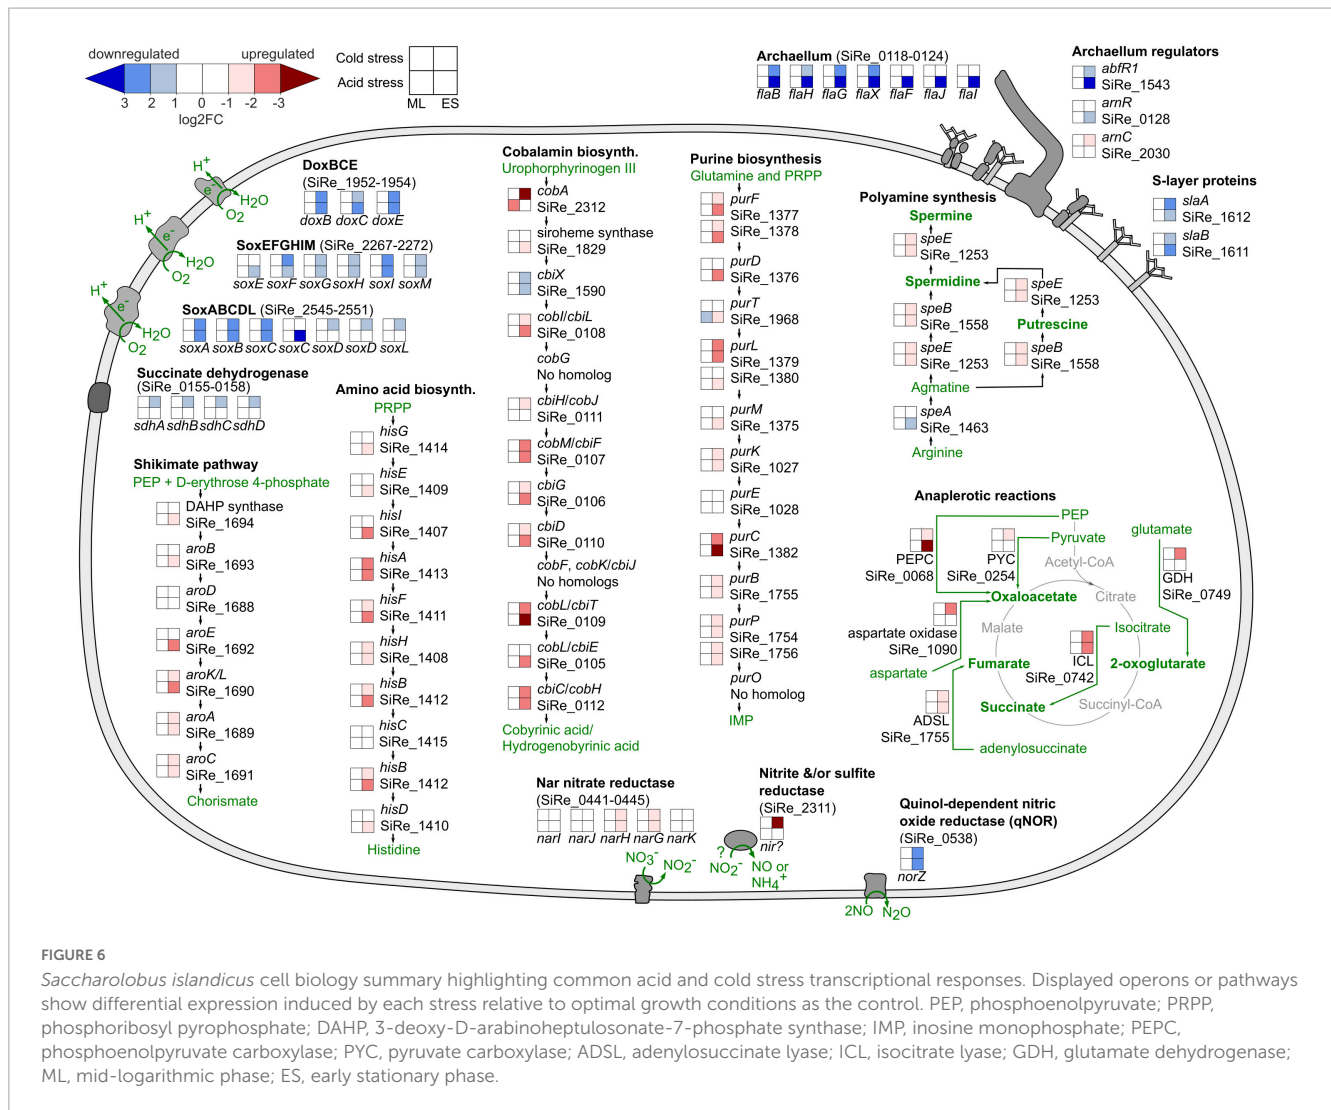 downregulated
upregulated
3 2 1 0 -1 -2 -3
log2FC
Cold stress
Acid stress
ML ES
Archaellum (SiRe_0118-0124)
flaB flaH flaG flaX flaF flaJ flaI
Archaellum regulators
abfR1
SiRe_1543
arnR
SiRe_0128
arnC
SiRe_2030
S-layer proteins
slaA
SiRe_1612
slaB
SiRe_1611
H+
e-
H2O
O2
H+
e-
H2O
O2
H+
e-
H2O
O2
DoxBCE
(SiRe_1952-1954)
doxB doxC doxE
SoxEFGHIM (SiRe_2267-2272)
soxE soxF soxG soxH soxI soxM
SoxABCDL (SiRe_2545-2551)
soxA soxB soxC soxC soxD soxD soxL
Succinate dehydrogenase
(SiRe_0155-0158)
sdhA sdhB sdhC sdhD
Shikimate pathway
PEP + D-erythrose 4-phosphate
DAHP synthase
SiRe_1694
aroB
SiRe_1693
aroD
SiRe_1688
aroE
SiRe_1692
aroK/L
SiRe_1690
aroA
SiRe_1689
aroC
SiRe_1691
Chorismate
Amino acid biosynth.
PRPP
hisG
SiRe_1414
hisE
SiRe_1409
hisI
SiRe_1407
hisA
SiRe_1413
hisF
SiRe_1411
hisH
SiRe_1408
hisB
SiRe_1412
hisC
SiRe_1415
hisB
SiRe_1412
hisD
SiRe_1410
Histidine
Cobalamin biosynth.
Urophorphyrinogen III
cobA
SiRe_2312
siroheme synthase
SiRe_1829
cbiX
SiRe_1590
cobI/cbiL
SiRe_0108
cobG
No homolog
cbiH/cobJ
SiRe_0111
cobM/cbiF
SiRe_0107
cbiG
SiRe_0106
cbiD
SiRe_0110
cobF, cobK/cbiJ
No homologs
cobL/cbiT
SiRe_0109
cobL/cbiE
SiRe_0105
cbiC/cobH
SiRe_0112
Cobyrinic acid/
Hydrogenobyrinic acid
Purine biosynthesis
Glutamine and PRPP
purF
SiRe_1377
SiRe_1378
purD
SiRe_1376
purT
SiRe_1968
purL
SiRe_1379
SiRe_1380
purM
SiRe_1375
purK
SiRe_1027
purE
SiRe_1028
purC
SiRe_1382
purB
SiRe_1755
purP
SiRe_1754
SiRe_1756
purO
No homolog
IMP
Polyamine synthesis
Spermine
speE
SiRe_1253
Spermidine
speE
SiRe_1253
speB
SiRe_1558
Putrescine
speE
SiRe_1253
speB
SiRe_1558
Agmatine
speA
SiRe_1463
Arginine
Anaplerotic reactions
PEP
Pyruvate
glutamate
Acetyl-CoA
PEPC
SiRe_0068
PYC
SiRe_0254
GDH
SiRe_0749
Oxaloacetate
Citrate
aspartate oxidase
SiRe_1090
Malate
Isocitrate
aspartate
Fumarate
ICL
SiRe_0742
2-oxoglutarate
Succinate
Succinyl-CoA
ADSL
SiRe_1755
adenylosuccinate
Nar nitrate reductase
(SiRe_0441-0445)
narI narJ narH narG narK
NO3- NO2-
Nitrite &/or sulfite
reductase
(SiRe_2311)
nir?
?
NO2-
NO or
NH4+
Quinol-dependent nitric
oxide reductase (qNOR)
(SiRe_0538)
norZ
2NO N2O
FIGURE 6
Saccharolobus islandicus cell biology summary highlighting common acid and cold stress transcriptional responses. Displayed operons or pathways
show differential expression induced by each stress relative to optimal growth conditions as the control. PEP, phosphoenolpyruvate; PRPP,
phosphoribosyl pyrophosphate; DAHP, 3-deoxy-D-arabinoheptulosonate-7-phosphate synthase; IMP, inosine monophosphate; PEPC,
phosphoenolpyruvate carboxylase; PYC, pyruvate carboxylase; ADSL, adenylosuccinate lyase; ICL, isocitrate lyase; GDH, glutamate dehydrogenase;
ML, mid-logarithmic phase; ES, early stationary phase.